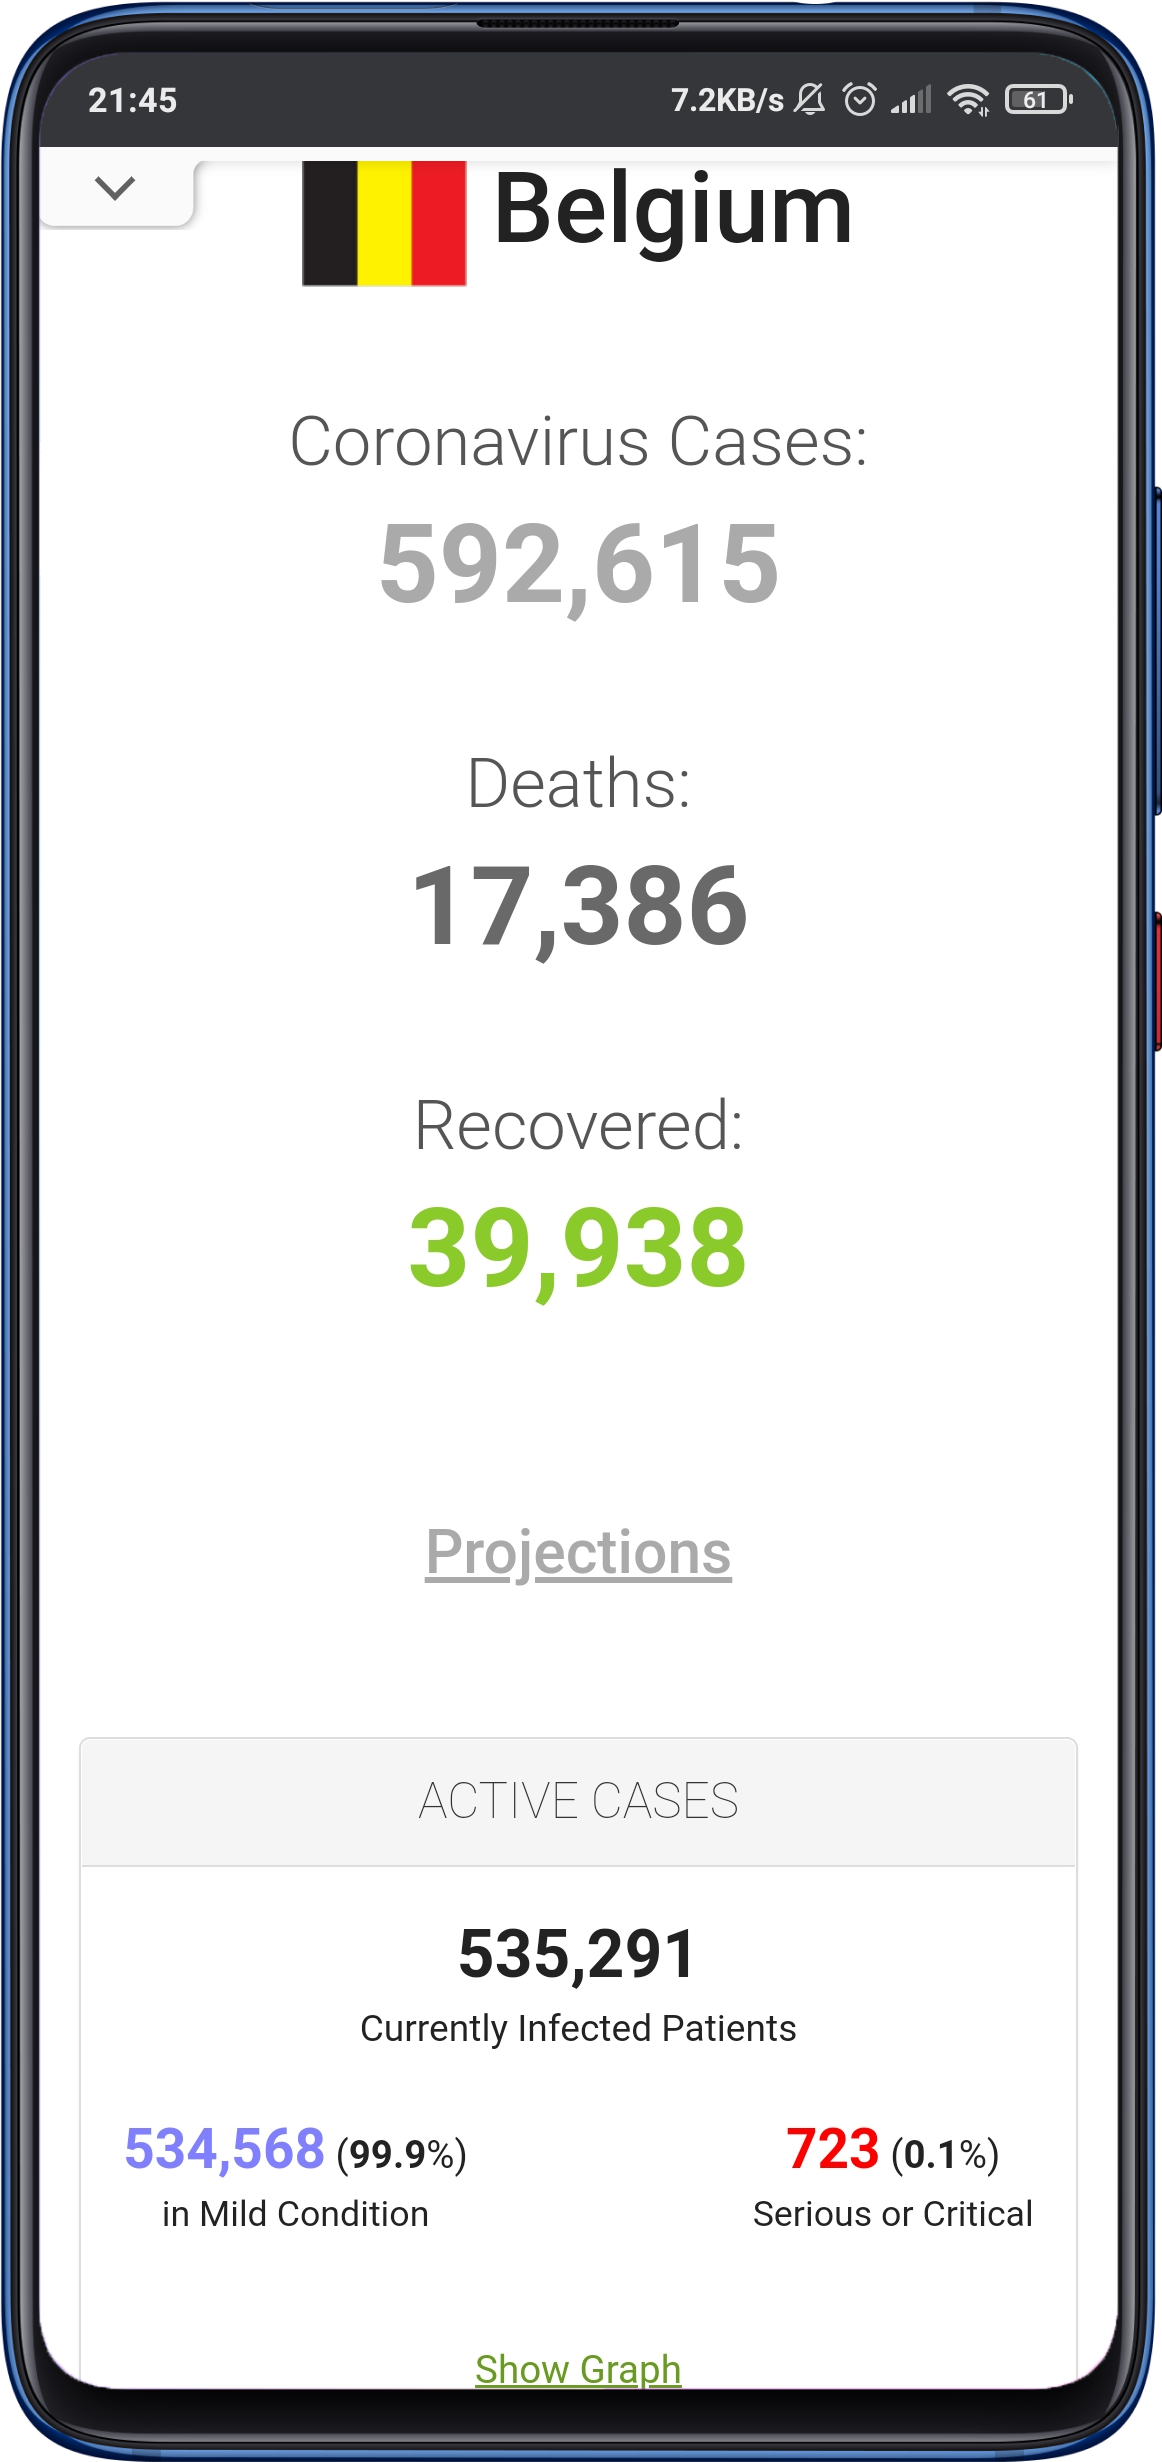 21:45
7.2KB/s
61
Belgium
Coronavirus Cases:
592,615
Deaths:
17,386
Recovered:
39,938
Projections
ACTIVE CASES
535,291
Currently Infected Patients
534,568 (99.9%)
in Mild Condition
723 (0.1%)
Serious or Critical
Show Graph